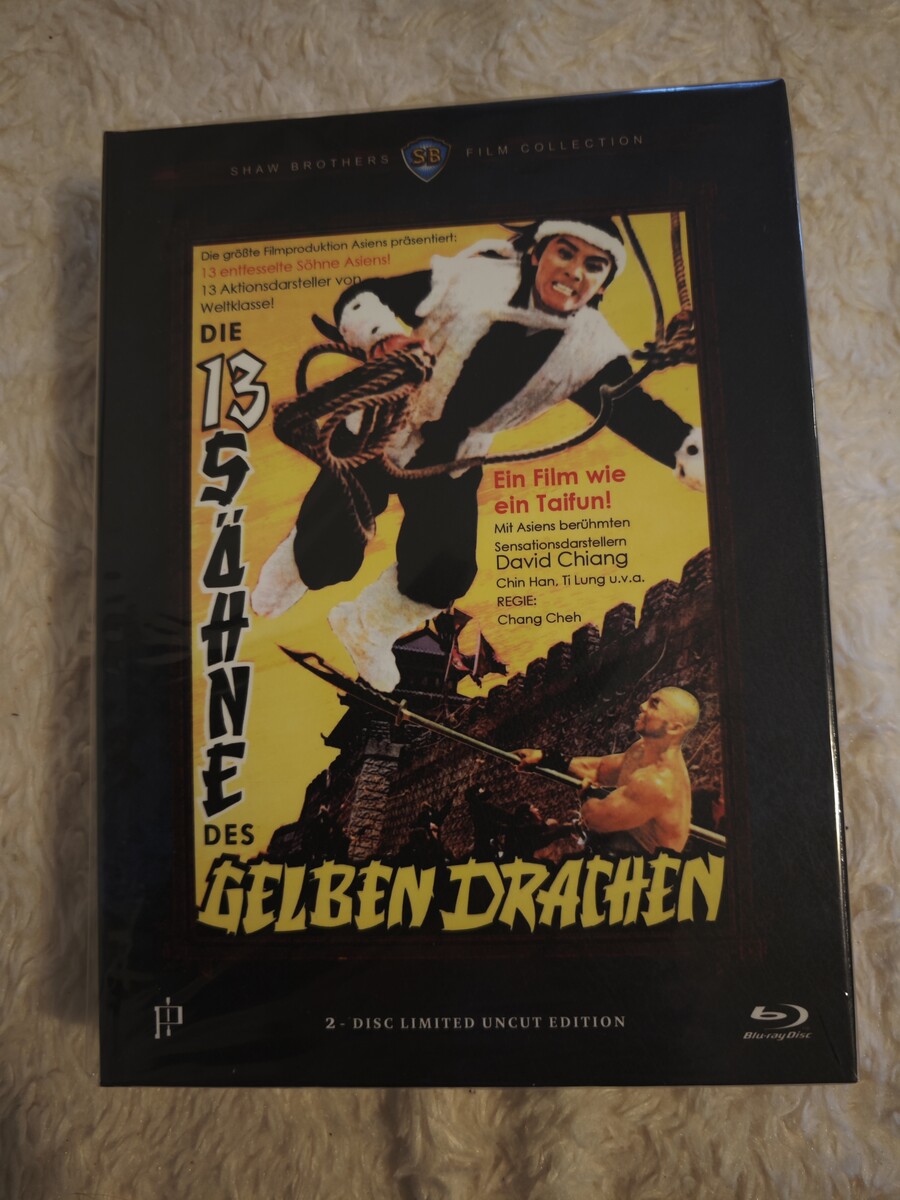 SHAW BROTHERS SB FILM COLLECTION
Die größte Filmproduktion Asiens präsentiert:
13 entfesselte Söhne Asiens!
13 Aktionsdarsteller von
Weltklasse!
DIE
13
SÖHNE
DES
GELBEN DRACHEN
Ein Film wie
ein Taifun!
Mit Asiens berühmten
Sensationsdarstellern
David Chiang
Chin Han, Ti Lung u.v.a.
REGIE:
Chang Cheh
2-DISC LIMITED UNCUT EDITION
Blu-ray Disc